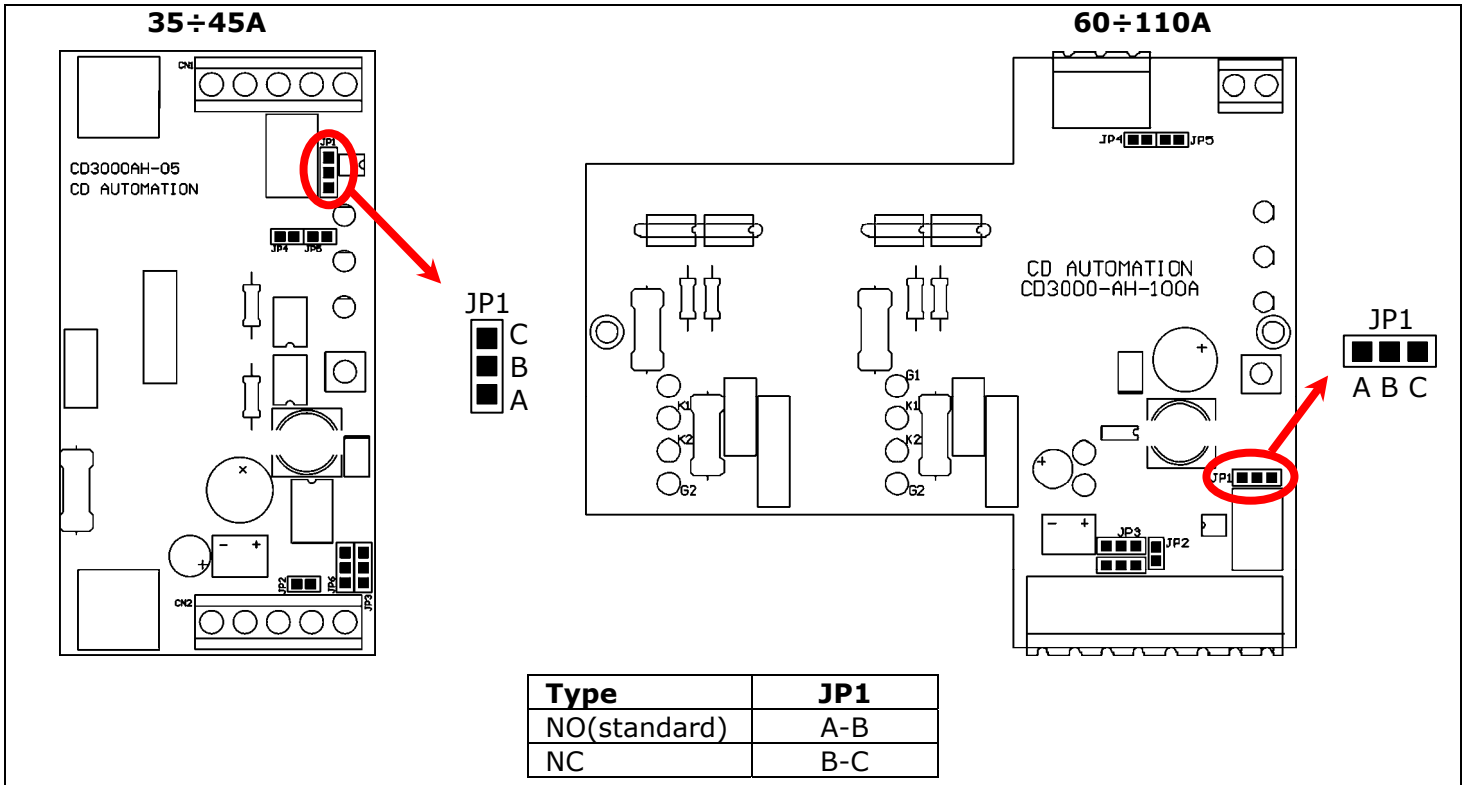 35÷45A
60÷110A
CN1
JP1
CD3000AH-05
CD AUTOMATION
JP4 JP5
JP2
JP6
JP3
CN2
JP1
C
B
A
JP4 JP5
G1
K1 K1
K2 K2
G2 G2
CD AUTOMATION
CD3000-AH-100A
JP1
JP3
JP2
JP1
A B C
Type JP1
NO(standard) A-B
NC B-C